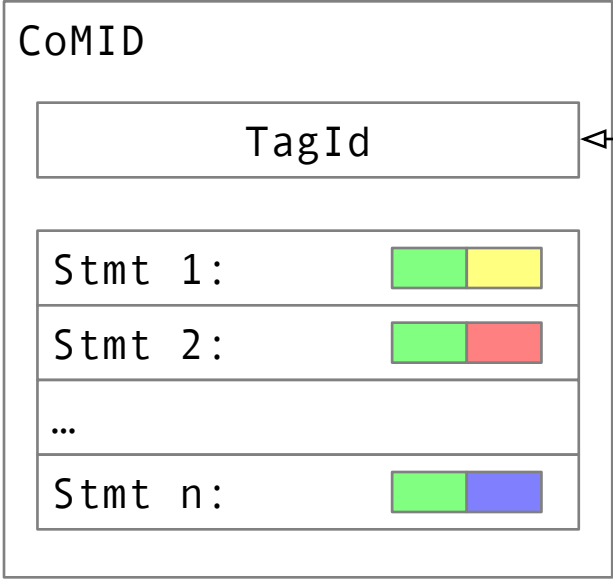 CoMID
TagId
Stmt 1:
Stmt 2:
…
Stmt n: